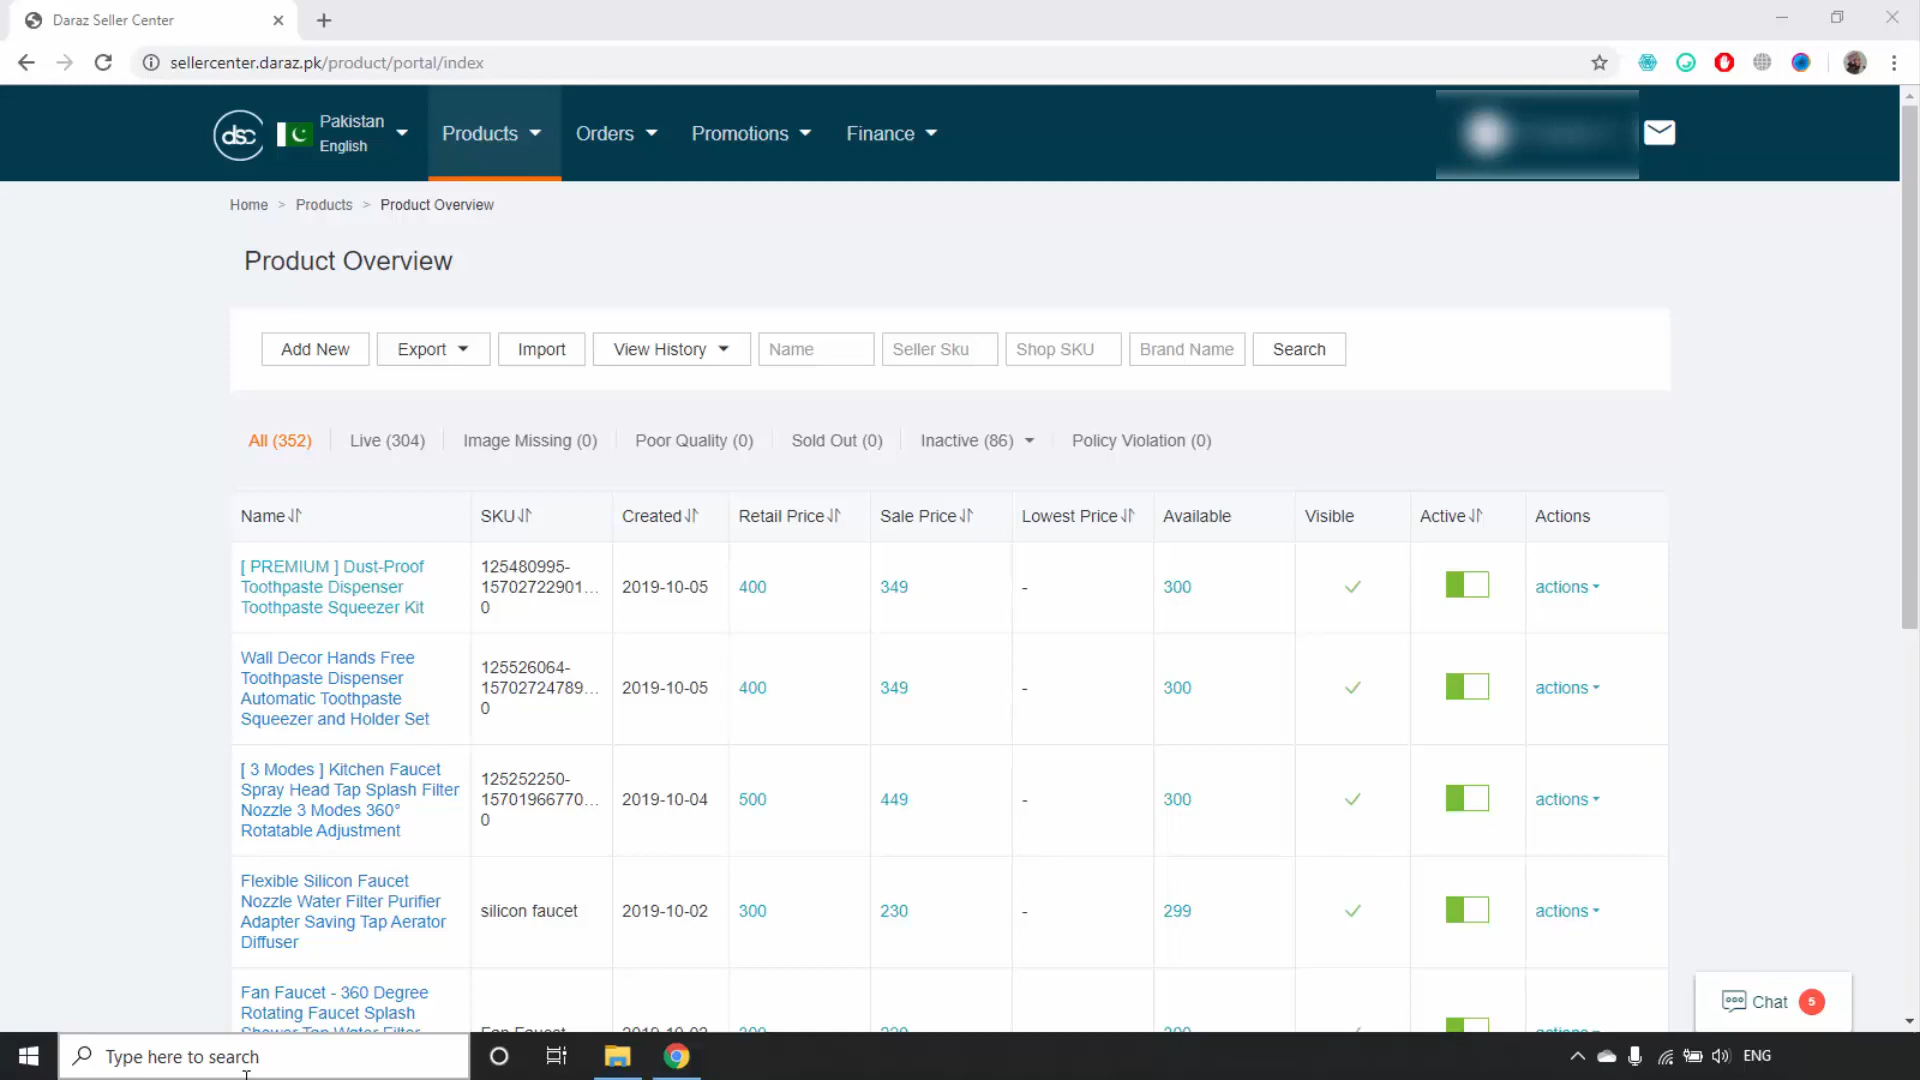 Daraz Seller Center
sellercenter.daraz.pk/product/portal/index
dsc
Pakistan
English
Products
Orders
Promotions
Finance
Home > Products > Product Overview
Product Overview
Add New
Export
Import
View History
Name
Seller Sku
Shop SKU
Brand Name
Search
All (352)
Live (304)
Image Missing (0)
Poor Quality (0)
Sold Out (0)
Inactive (86)
Policy Violation (0)
Name
SKU
Created
Retail Price
Sale Price
Lowest Price
Available
Visible
Active
Actions
[ PREMIUM ] Dust-Proof
Toothpaste Dispenser
Toothpaste Squeezer Kit
125480995-
15702722901...
0
2019-10-05
400
349
-
300
actions
Wall Decor Hands Free
Toothpaste Dispenser
Automatic Toothpaste
Squeezer and Holder Set
125526064-
15702724789...
0
2019-10-05
400
349
-
300
actions
[ 3 Modes ] Kitchen Faucet
Spray Head Tap Splash Filter
Nozzle 3 Modes 360°
Rotatable Adjustment
125252250-
15701966770...
0
2019-10-04
500
449
-
300
actions
Flexible Silicon Faucet
Nozzle Water Filter Purifier
Adapter Saving Tap Aerator
Diffuser
silicon faucet
2019-10-02
300
230
-
299
actions
Fan Faucet - 360 Degree
Rotating Faucet Splash
Shower Tap Water Filter
Fan Faucet
Chat 5
Type here to search
ENG